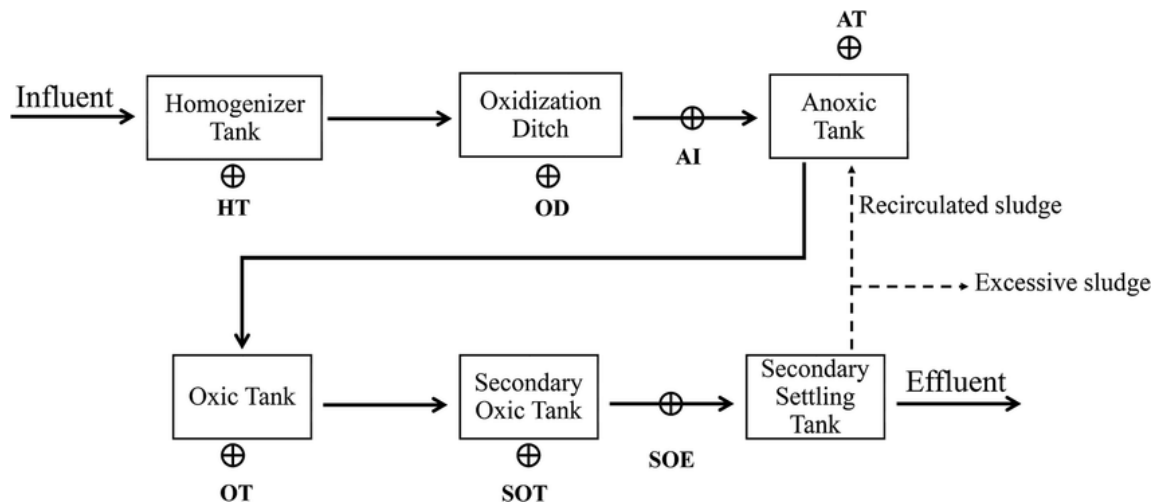 AT
Influent
Homogenizer
Tank
Oxidization
Ditch
Anoxic
Tank
AI
HT
OD
Recirculated sludge
Excessive sludge
Oxic Tank
Secondary
Oxic Tank
Secondary
Settling
Tank
Effluent
SOE
OT
SOT